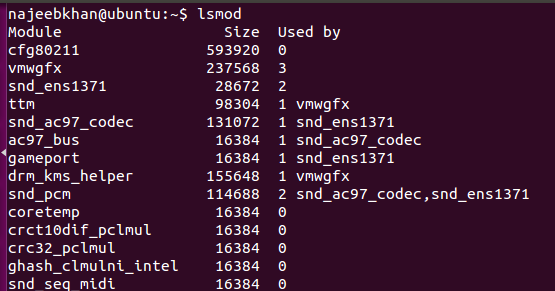 najeebkhan@ubuntu:~$ lsmod
Module                  Size  Used by
cfg80211              593920  0
vmwgfx                237568  3
snd_ens1371            28672  2
ttm                    98304  1 vmwgfx
snd_ac97_codec        131072  1 snd_ens1371
ac97_bus               16384  1 snd_ac97_codec
gameport               16384  1 snd_ens1371
drm_kms_helper        155648  1 vmwgfx
snd_pcm               114688  2 snd_ac97_codec,snd_ens1371
coretemp               16384  0
crct10dif_pclmul       16384  0
crc32_pclmul           16384  0
ghash_clmulni_intel    16384  0
snd_seq_midi           16384  0